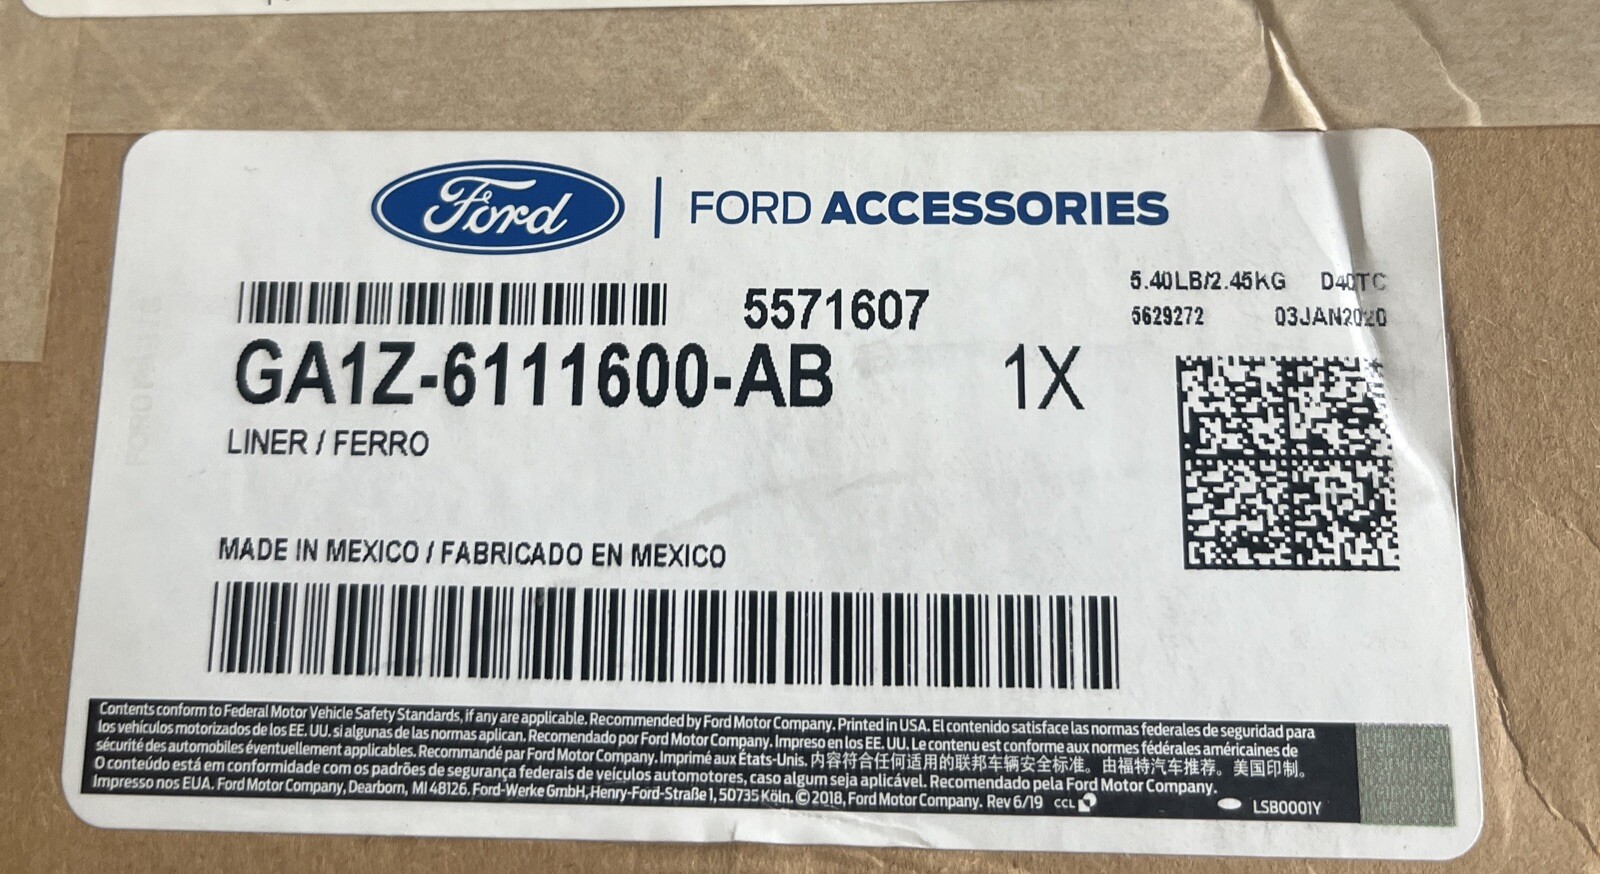 Ford | FORD ACCESSORIES
5571607
5.40LB/2.45KG D40TC
5629272 03JAN2020
GA1Z-6111600-AB 1X
LINER / FERRO
MADE IN MEXICO / FABRICADO EN MEXICO
Contents conform to Federal Motor Vehicle Safety Standards, if any are applicable. Recommended by Ford Motor Company. Printed in USA. El contenido satisface las normas federales de seguridad para
los vehículos motorizados de los EE. UU. si algunas de las normas aplican. Recomendado por Ford Motor Company. Impreso en los EE. UU. Le contenu est conforme aux normes fédérales américaines de
sécurité des automobiles éventuellement applicables. Recommandé par Ford Motor Company. Imprimé aux États-Unis. 内容符合任何适用的联邦车辆安全标准。由福特汽车推荐。美国印制。
O conteúdo está em conformidade com os padrões de segurança federais de veículos automotores, caso algum seja aplicável. Recomendado pela Ford Motor Company.
Impresso nos EUA. Ford Motor Company, Dearborn, MI 48126. Ford-Werke GmbH, Henry-Ford-Straße 1, 50735 Köln. © 2018, Ford Motor Company. Rev 6/19 CCL LSB0001Y